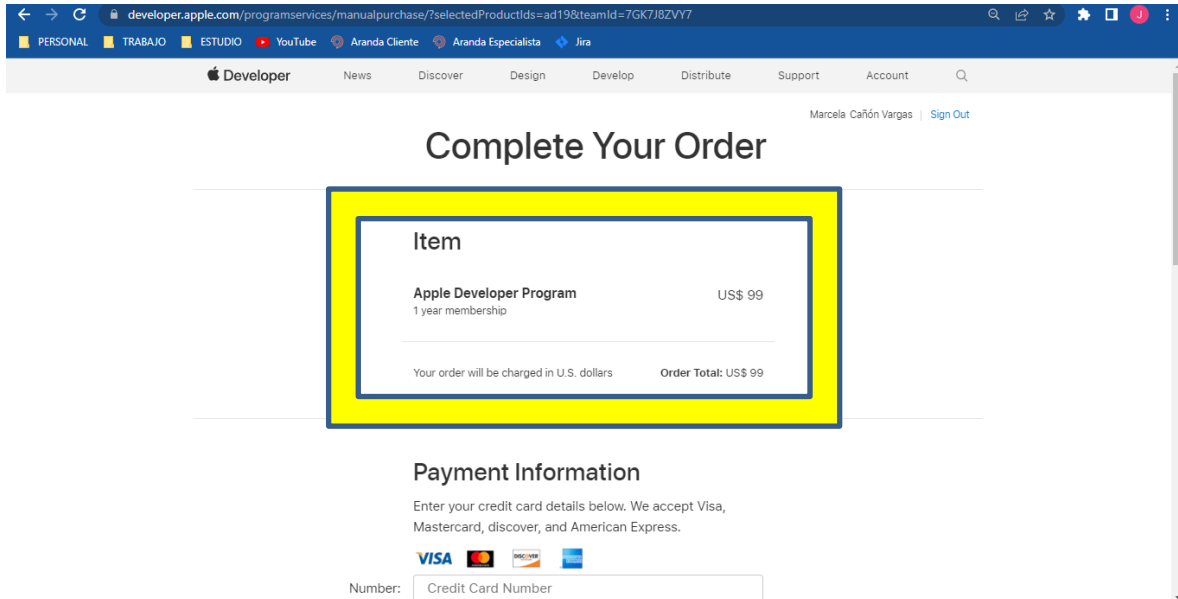 developer.apple.com/programservices/manualpurchase/?selectedProductIds=ad19&teamId=7GK7J8ZVY7
J
PERSONAL TRABAJO ESTUDIO YouTube Aranda Cliente Aranda Especialista Jira
Developer News Discover Design Develop Distribute Support Account
Marcela Cañón Vargas | Sign Out
Complete Your Order
Item
Apple Developer Program US$ 99
1 year membership
Your order will be charged in U.S. dollars Order Total: US$ 99
Payment Information
Enter your credit card details below. We accept Visa,
Mastercard, discover, and American Express.
VISA DISCOVER
Number: Credit Card Number